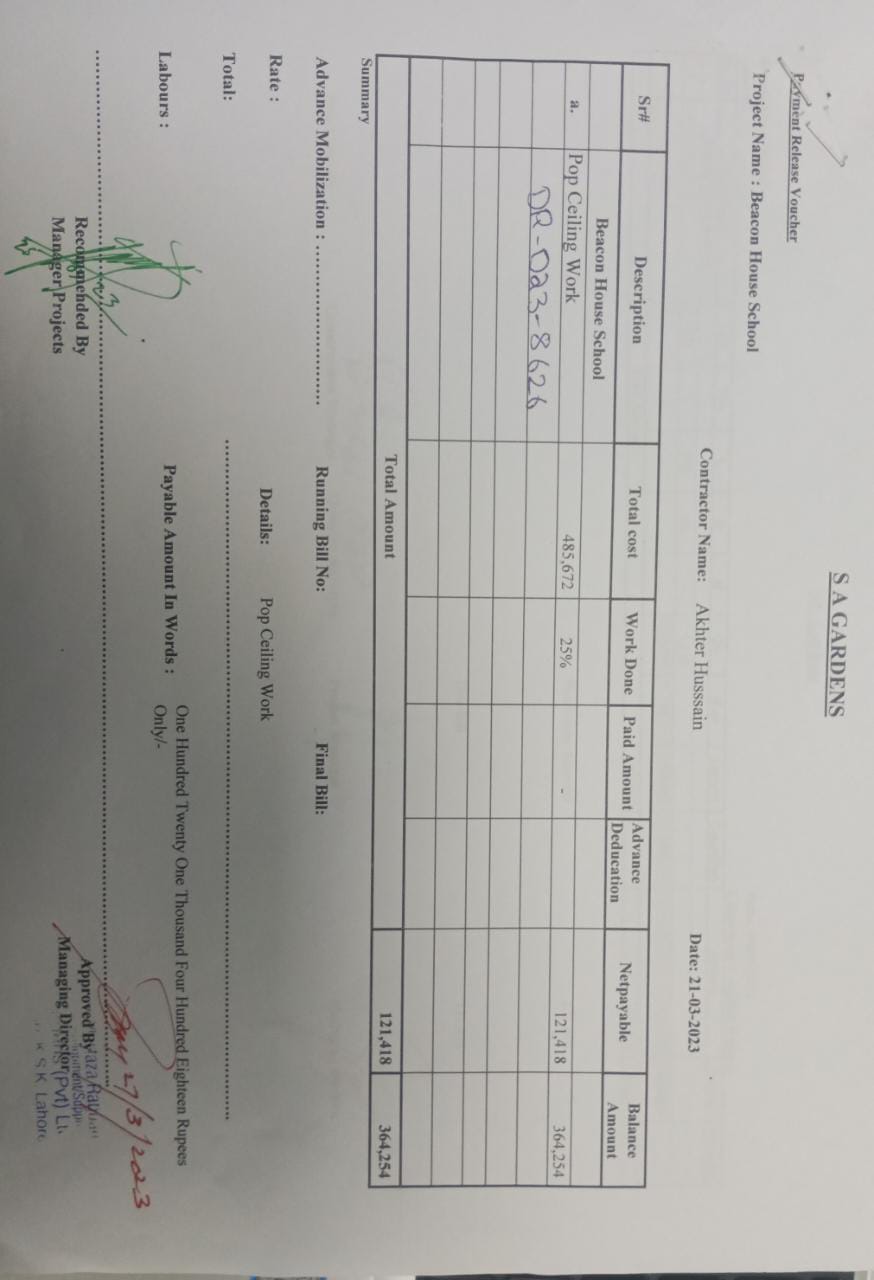 S A GARDENS
Payment Release Voucher
Project Name : Beacon House School
Contractor Name: Akhter Husssain Date: 21-03-2023
Sr# Description Total cost Work Done Paid Amount Advance Deducation Netpayable Balance Amount
Beacon House School
a. Pop Ceiling Work 485,672 25% - 121,418 364,254
DR-023-8626
Total Amount 121,418 364,254
Summary
Advance Mobilization : ........................ Running Bill No: Final Bill:
Rate : Details: Pop Ceiling Work
Total:
Labours : Payable Amount In Words : One Hundred Twenty One Thousand Four Hundred Eighteen Rupees
Only/-
27/3/2023
Recommended By Approved By
Manager Projects Managing Director
(Pvt) Lt
S K Lahore